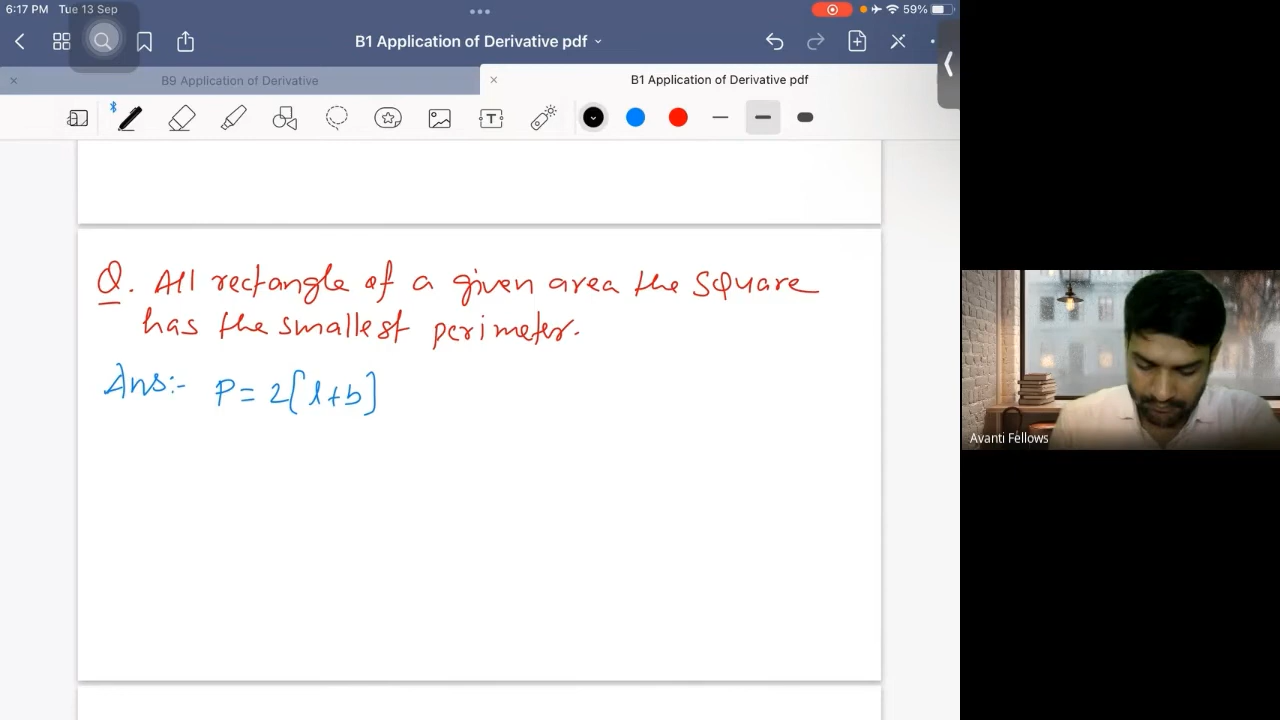 6:17 PM Tue 13 Sep
59%
B1 Application of Derivative pdf
B9 Application of Derivative
B1 Application of Derivative pdf
T
Q. All rectangle of a given area the square
has the smallest perimeter.
Ans:- P = 2[l+b]
Avanti Fellows